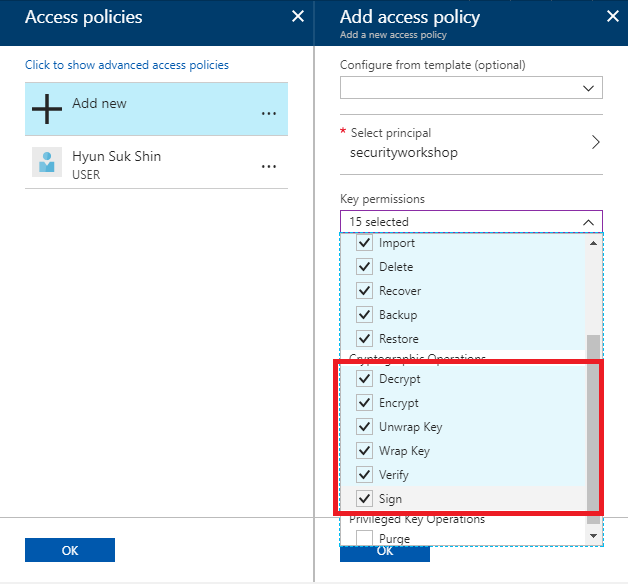 Access policies
Click to show advanced access policies
Add new
...
Hyun Suk Shin
USER
...
OK
Add access policy
Add a new access policy
Configure from template (optional)
* Select principal
securityworkshop
Key permissions
15 selected
Import
Delete
Recover
Backup
Restore
Cryptographic Operations
Decrypt
Encrypt
Unwrap Key
Wrap Key
Verify
Sign
Privileged Key Operations
Purge
OK